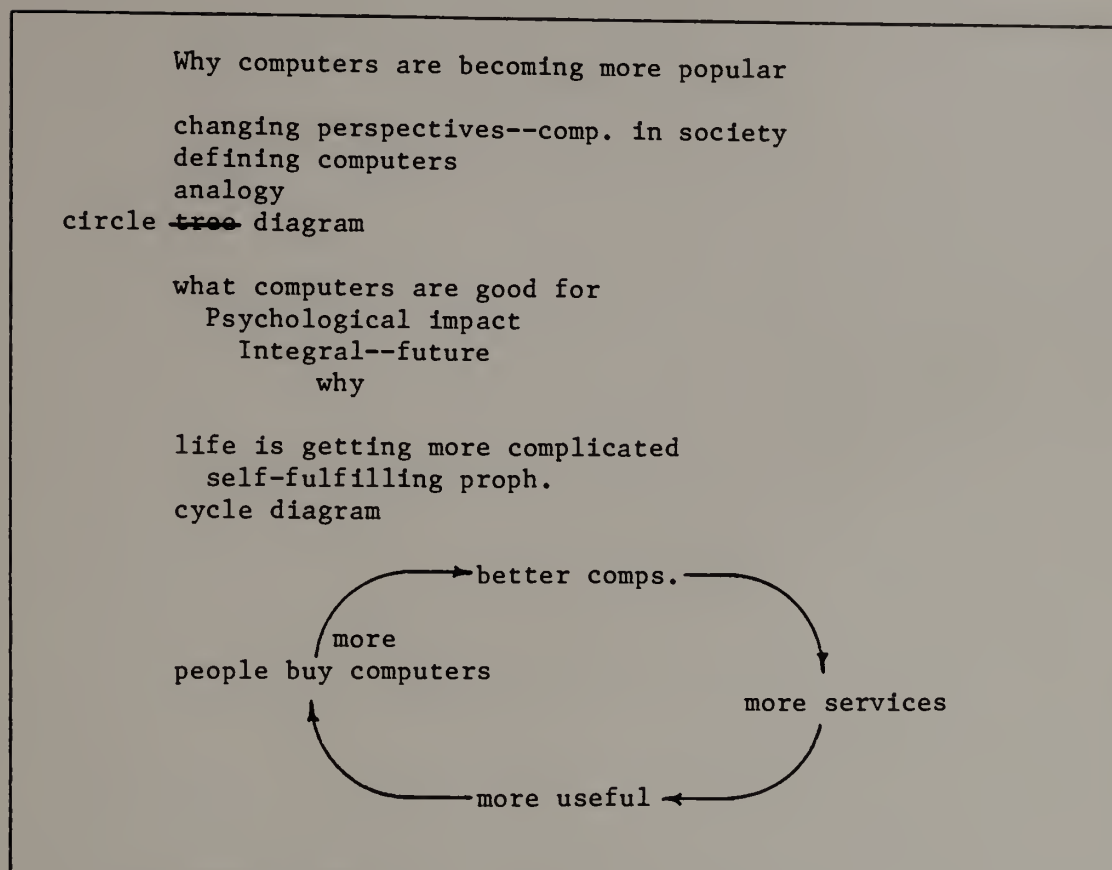 Why computers are becoming more popular
changing perspectives--comp. in society
defining computers
analogy
circle tree diagram
what computers are good for
Psychological impact
Integral--future
why
life is getting more complicated
self-fulfilling proph.
cycle diagram
better comps.
more
people buy computers
more services
more useful